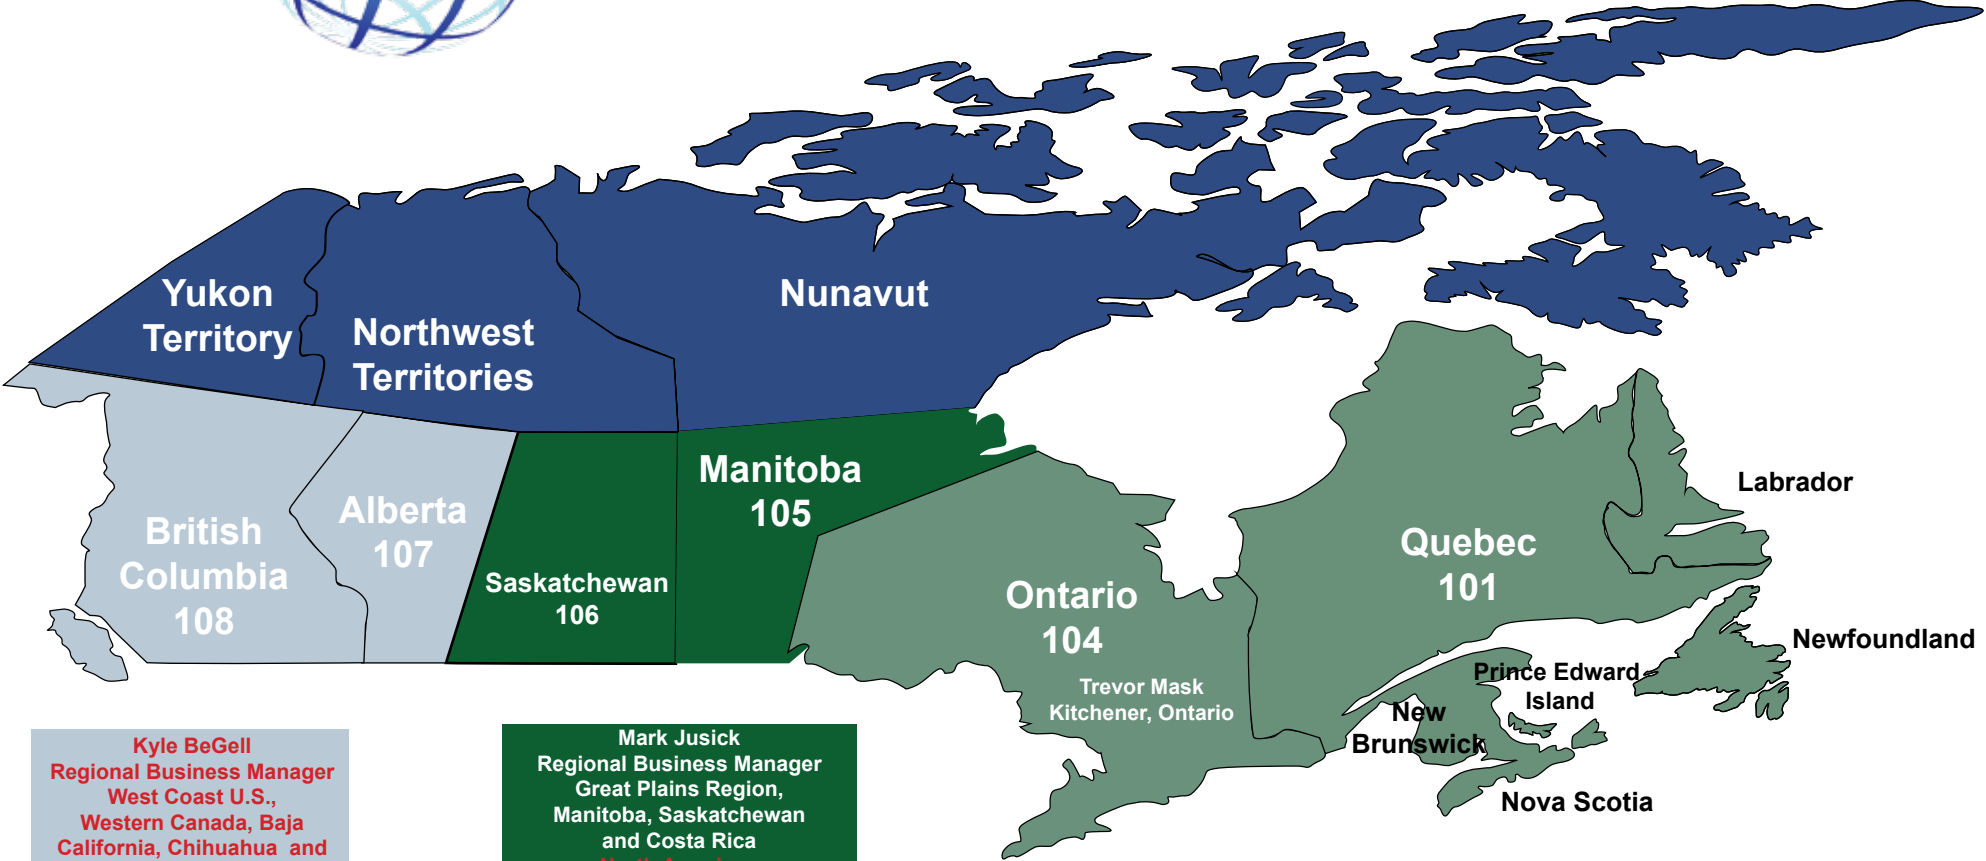 Yukon
Territory
Northwest
Territories
Nunavut
British
Columbia
108
Alberta
107
Saskatchewan
106
Manitoba
105
Ontario
104
Trevor Mask
Kitchener, Ontario
Quebec
101
Labrador
Newfoundland
Prince Edward
Island
New
Brunswick
Nova Scotia
Kyle BeGell
Regional Business Manager
West Coast U.S.,
Western Canada, Baja
California, Chihuahua and
Mark Jusick
Regional Business Manager
Great Plains Region,
Manitoba, Saskatchewan
and Costa Rica